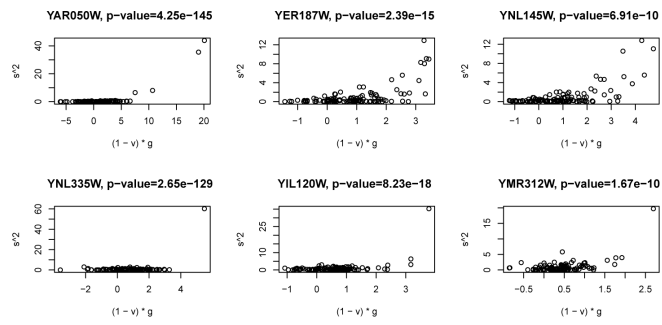 YAR050W, p-value=4.25e-145
YER187W, p-value=2.39e-15
YNL145W, p-value=6.91e-10
s^2
0 20 40
-5 0 5 10 15 20
(1 - v) * g
s^2
0 4 8 12
-1 0 1 2 3
(1 - v) * g
s^2
0 4 8 12
-1 0 1 2 3 4
(1 - v) * g
YNL335W, p-value=2.65e-129
YIL120W, p-value=8.23e-18
YMR312W, p-value=1.67e-10
s^2
0 20 40 60
-2 0 2 4
(1 - v) * g
s^2
0 10 20 35
-1 0 1 2 3
(1 - v) * g
s^2
0 5 10 20
-0.5 0.5 1.5 2.5
(1 - v) * g